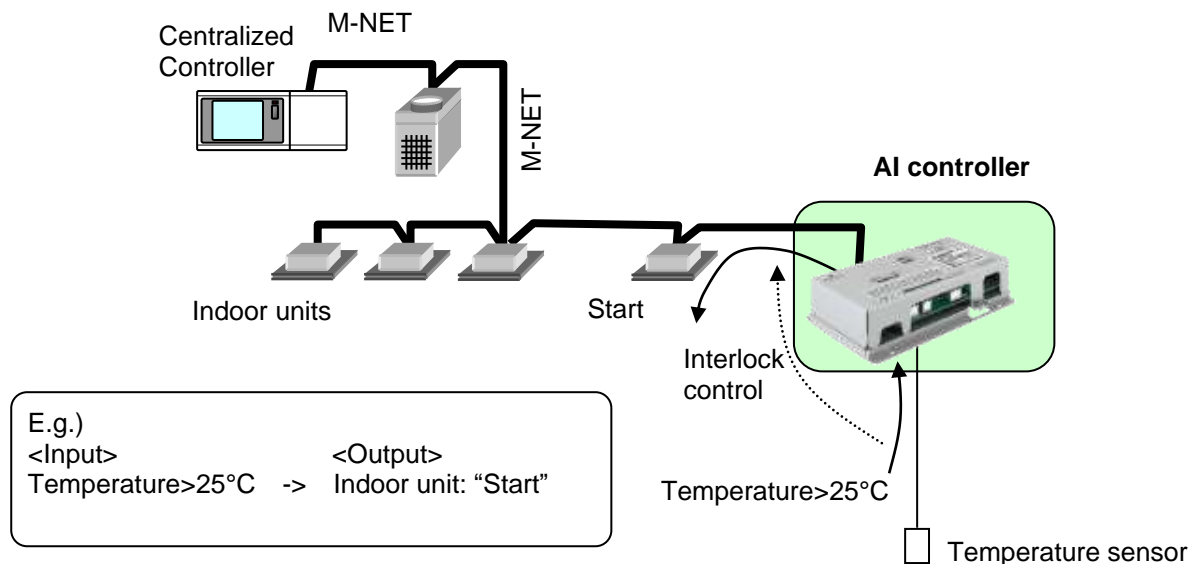 M-NET
Centralized
Controller
M-NET
AI controller
Indoor units
Start
Interlock
control
E.g.)
<Input> <Output>
Temperature>25°C -> Indoor unit: “Start”
Temperature>25°C
Temperature sensor